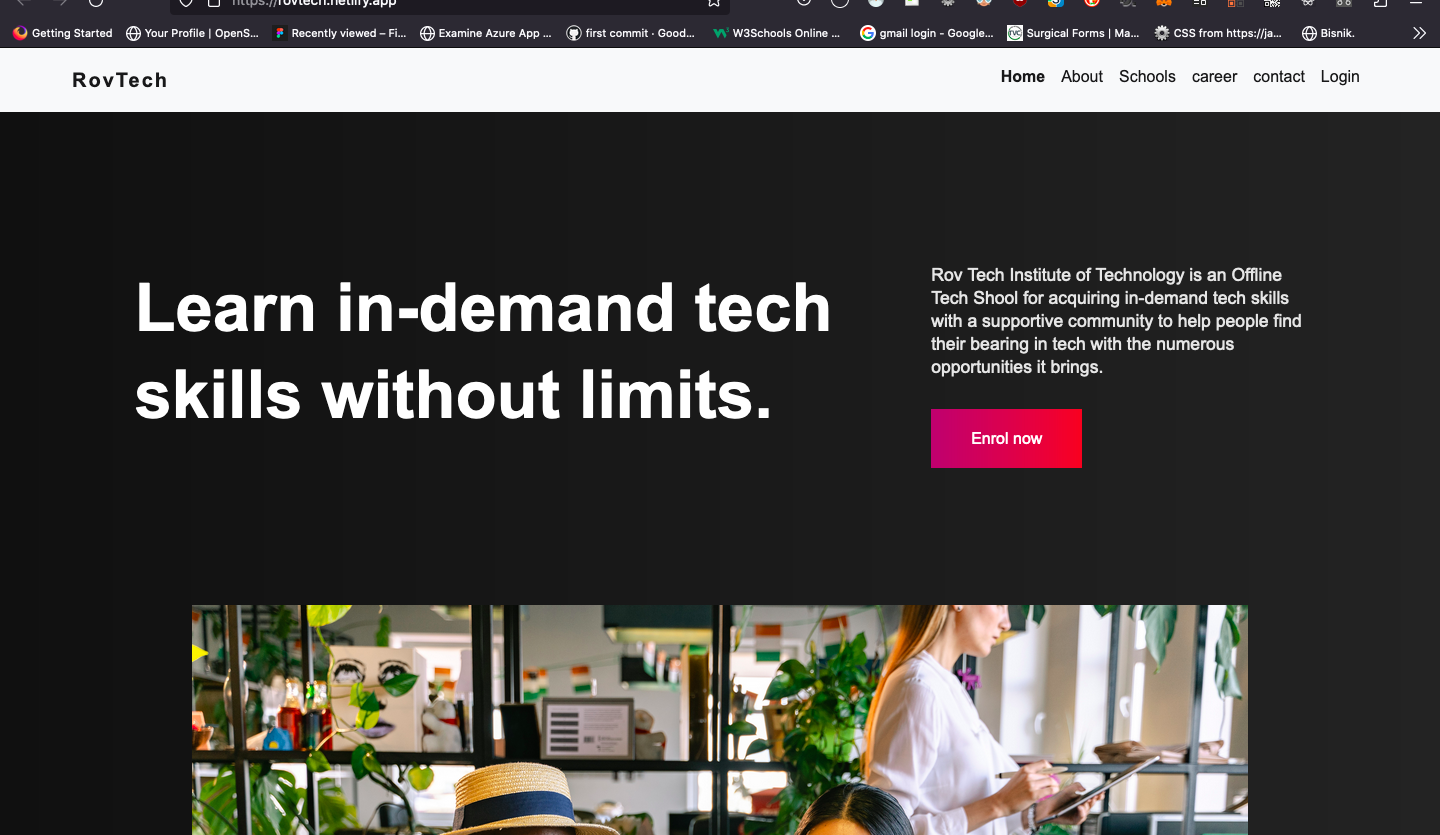 https://rovtech.netlify.app
Getting Started
Your Profile | OpenS...
Recently viewed – Fi...
Examine Azure App ...
first commit · Good...
W3Schools Online ...
gmail login - Google...
Surgical Forms | Ma...
CSS from https://ja...
Bisnik.
RovTech
Home
About
Schools
career
contact
Login
Learn in-demand tech
skills without limits.
Rov Tech Institute of Technology is an Offline
Tech Shool for acquiring in-demand tech skills
with a supportive community to help people find
their bearing in tech with the numerous
opportunities it brings.
Enrol now